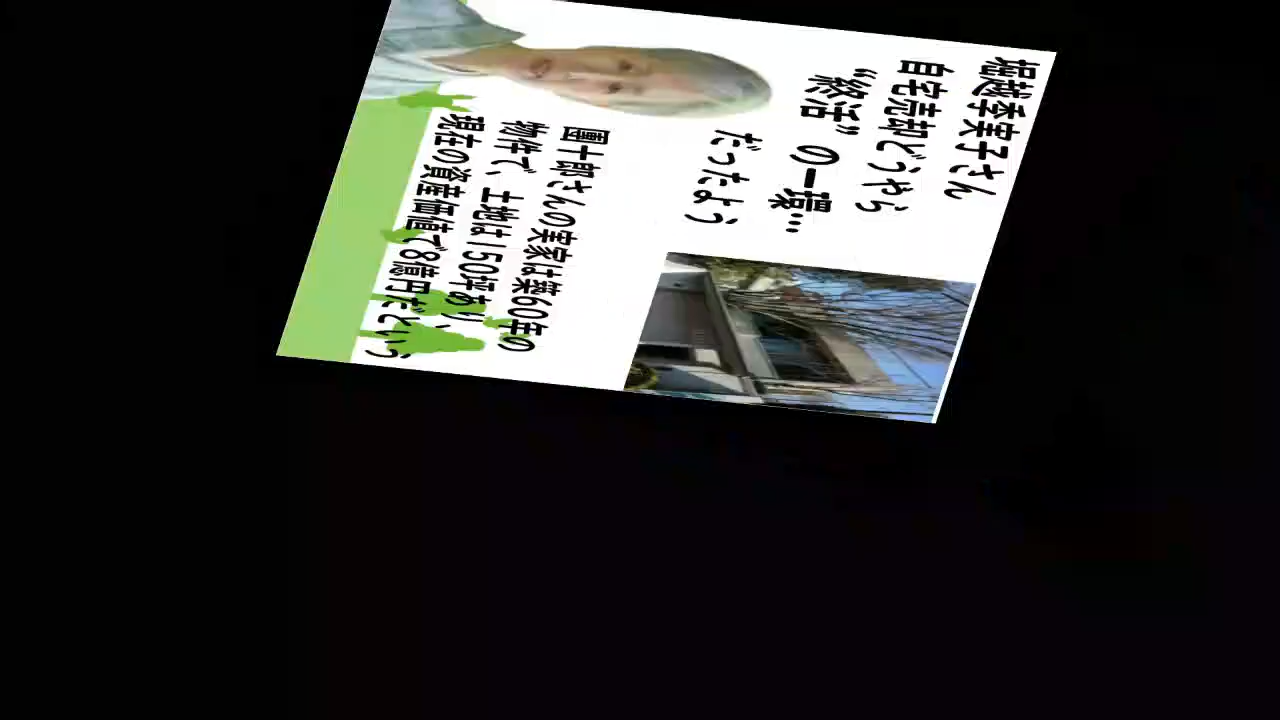 堀越季実子さん
自宅売却どうやら
“終活”の一環…
だったよう
團十郎さんの実家は築60年の
物件で、土地は150坪あり、
現在の資産価値で8億円だという